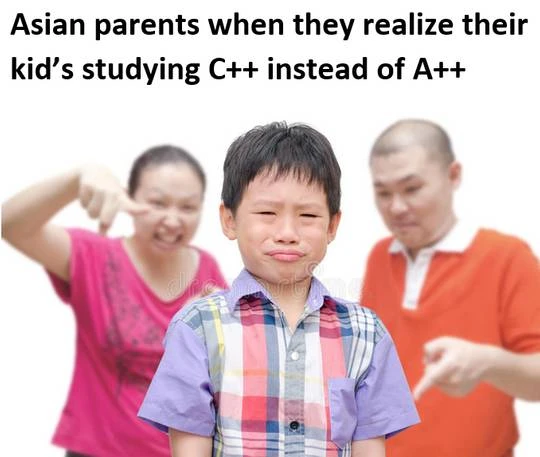 Asian parents when they realize their
kid’s studying C++ instead of A++